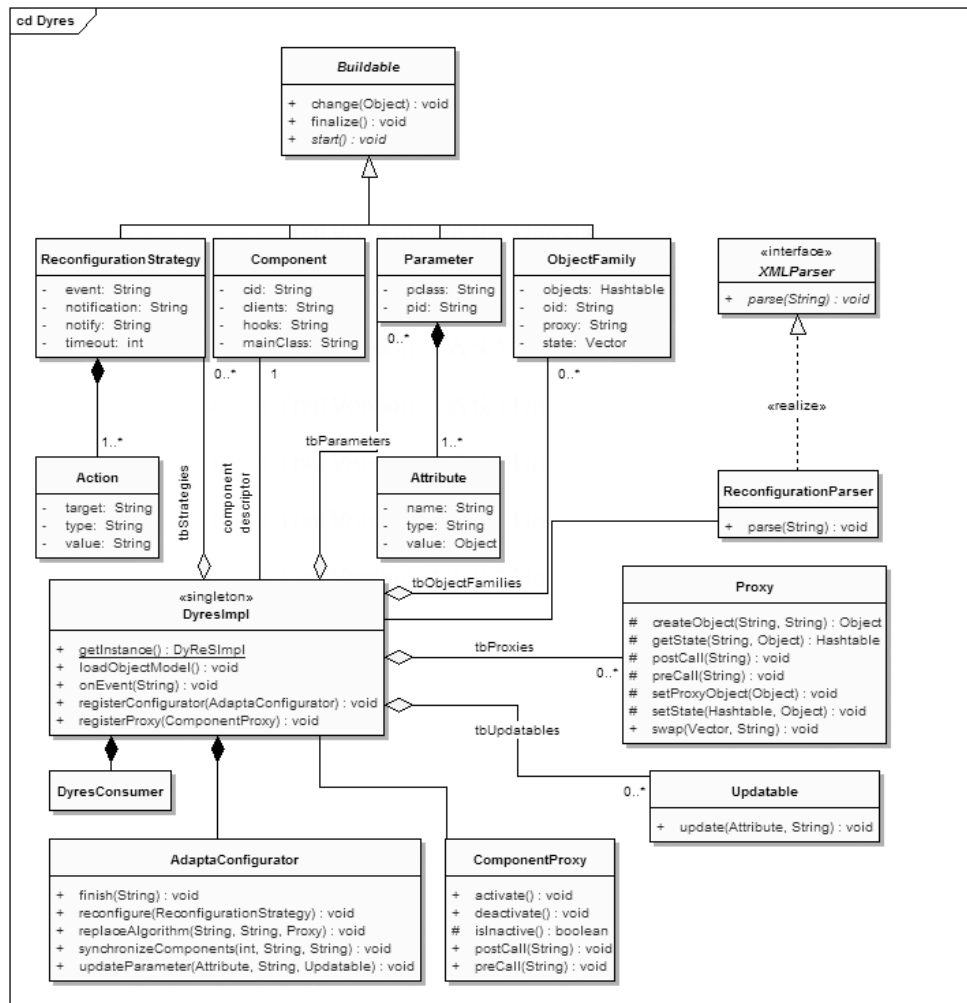 cd Dyres
Buildable
+ change(Object) : void
+ finalize() : void
+ start() : void
ReconfigurationStrategy
- event: String
- notification: String
- notify: String
- timeout: int
Component
- cid: String
- clients: String
- hooks: String
- mainClass: String
Parameter
- pclass: String
- pid: String
ObjectFamily
- objects: Hashtable
- oid: String
- proxy: String
- state: Vector
«interface»
XMLParser
+ parse(String) : void
0..*
0..*
1
0..*
«realize»
1..*
tbParameters
1..*
Action
- target: String
- type: String
- value: String
tbStrategies
component
descriptor
Attribute
- name: String
- type: String
- value: Object
ReconfigurationParser
+ parse(String) : void
tbObjectFamilies
«singleton»
DyresImpl
+ getInstance() : DyReSImpl
+ loadObjectModel() : void
+ onEvent(String) : void
+ registerConfigurator(AdaptaConfigurator) : void
+ registerProxy(ComponentProxy) : void
tbProxies
0..*
Proxy
# createObject(String, String) : Object
# getState(String, Object) : Hashtable
# postCall(String) : void
# preCall(String) : void
# setProxyObject(Object) : void
# setState(Hashtable, Object) : void
+ swap(Vector, String) : void
tbUpdatables
0..*
DyresConsumer
Updatable
+ update(Attribute, String) : void
AdaptaConfigurator
+ finish(String) : void
+ reconfigure(ReconfigurationStrategy) : void
+ replaceAlgorithm(String, String, Proxy) : void
+ synchronizeComponents(int, String, String) : void
+ updateParameter(Attribute, String, Updatable) : void
ComponentProxy
+ activate() : void
+ deactivate() : void
# isInactive() : boolean
+ postCall(String) : void
+ preCall(String) : void